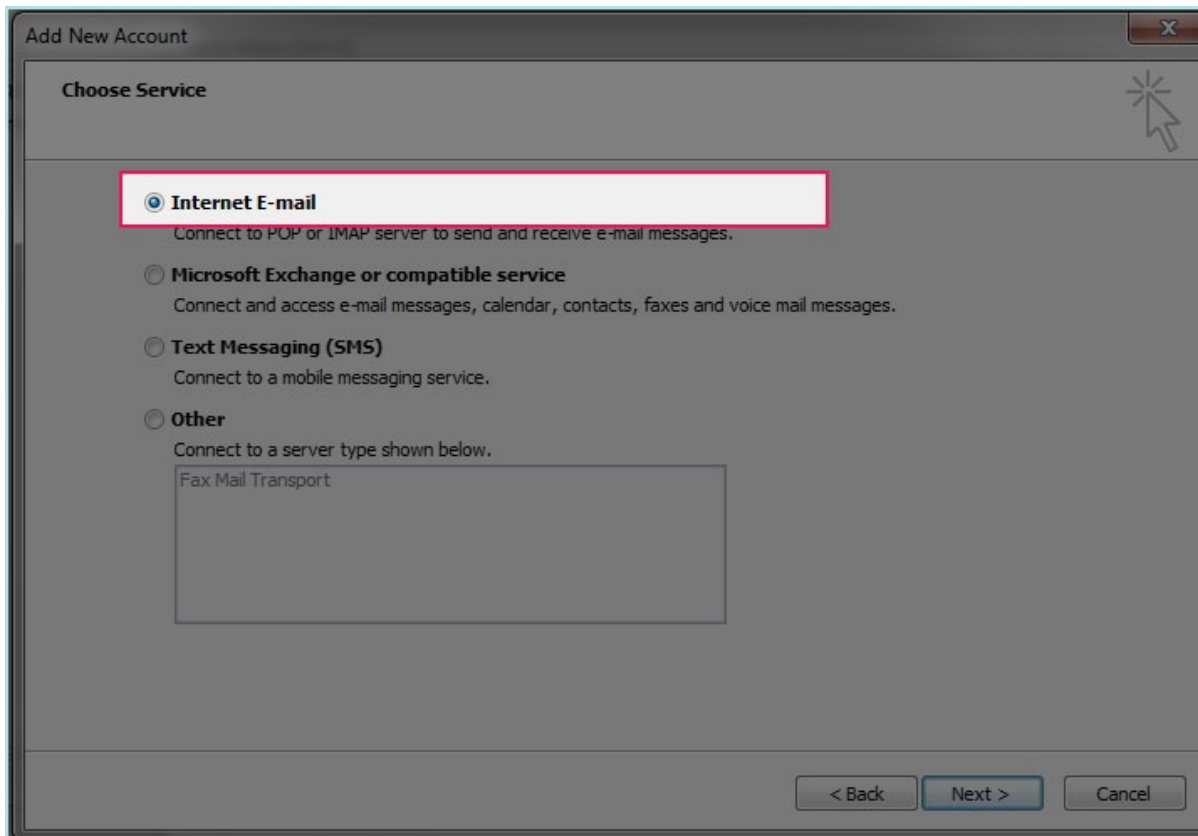 Add New Account
Choose Service
Internet E-mail
Connect to POP or IMAP server to send and receive e-mail messages.
Microsoft Exchange or compatible service
Connect and access e-mail messages, calendar, contacts, faxes and voice mail messages.
Text Messaging (SMS)
Connect to a mobile messaging service.
Other
Connect to a server type shown below.
Fax Mail Transport
< Back Next > Cancel